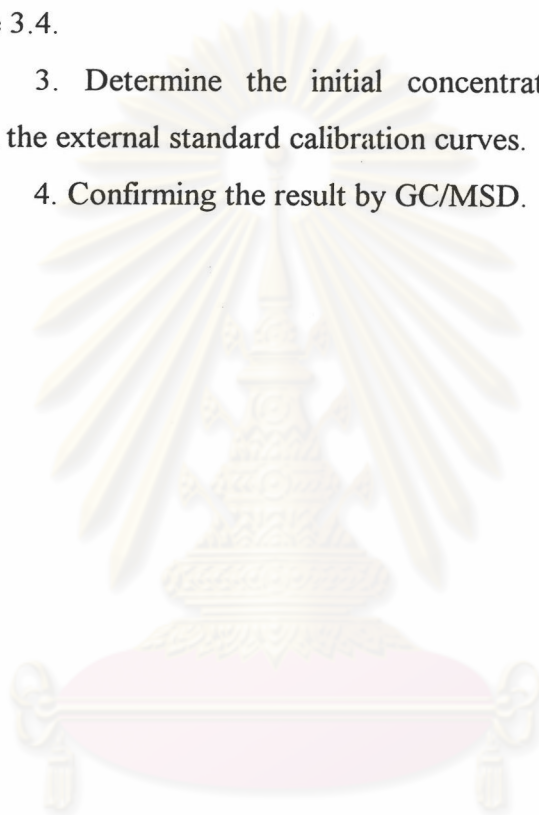 3.4.
3. Determine the initial concentrat
the external standard calibration curves.
4. Confirming the result by GC/MSD.